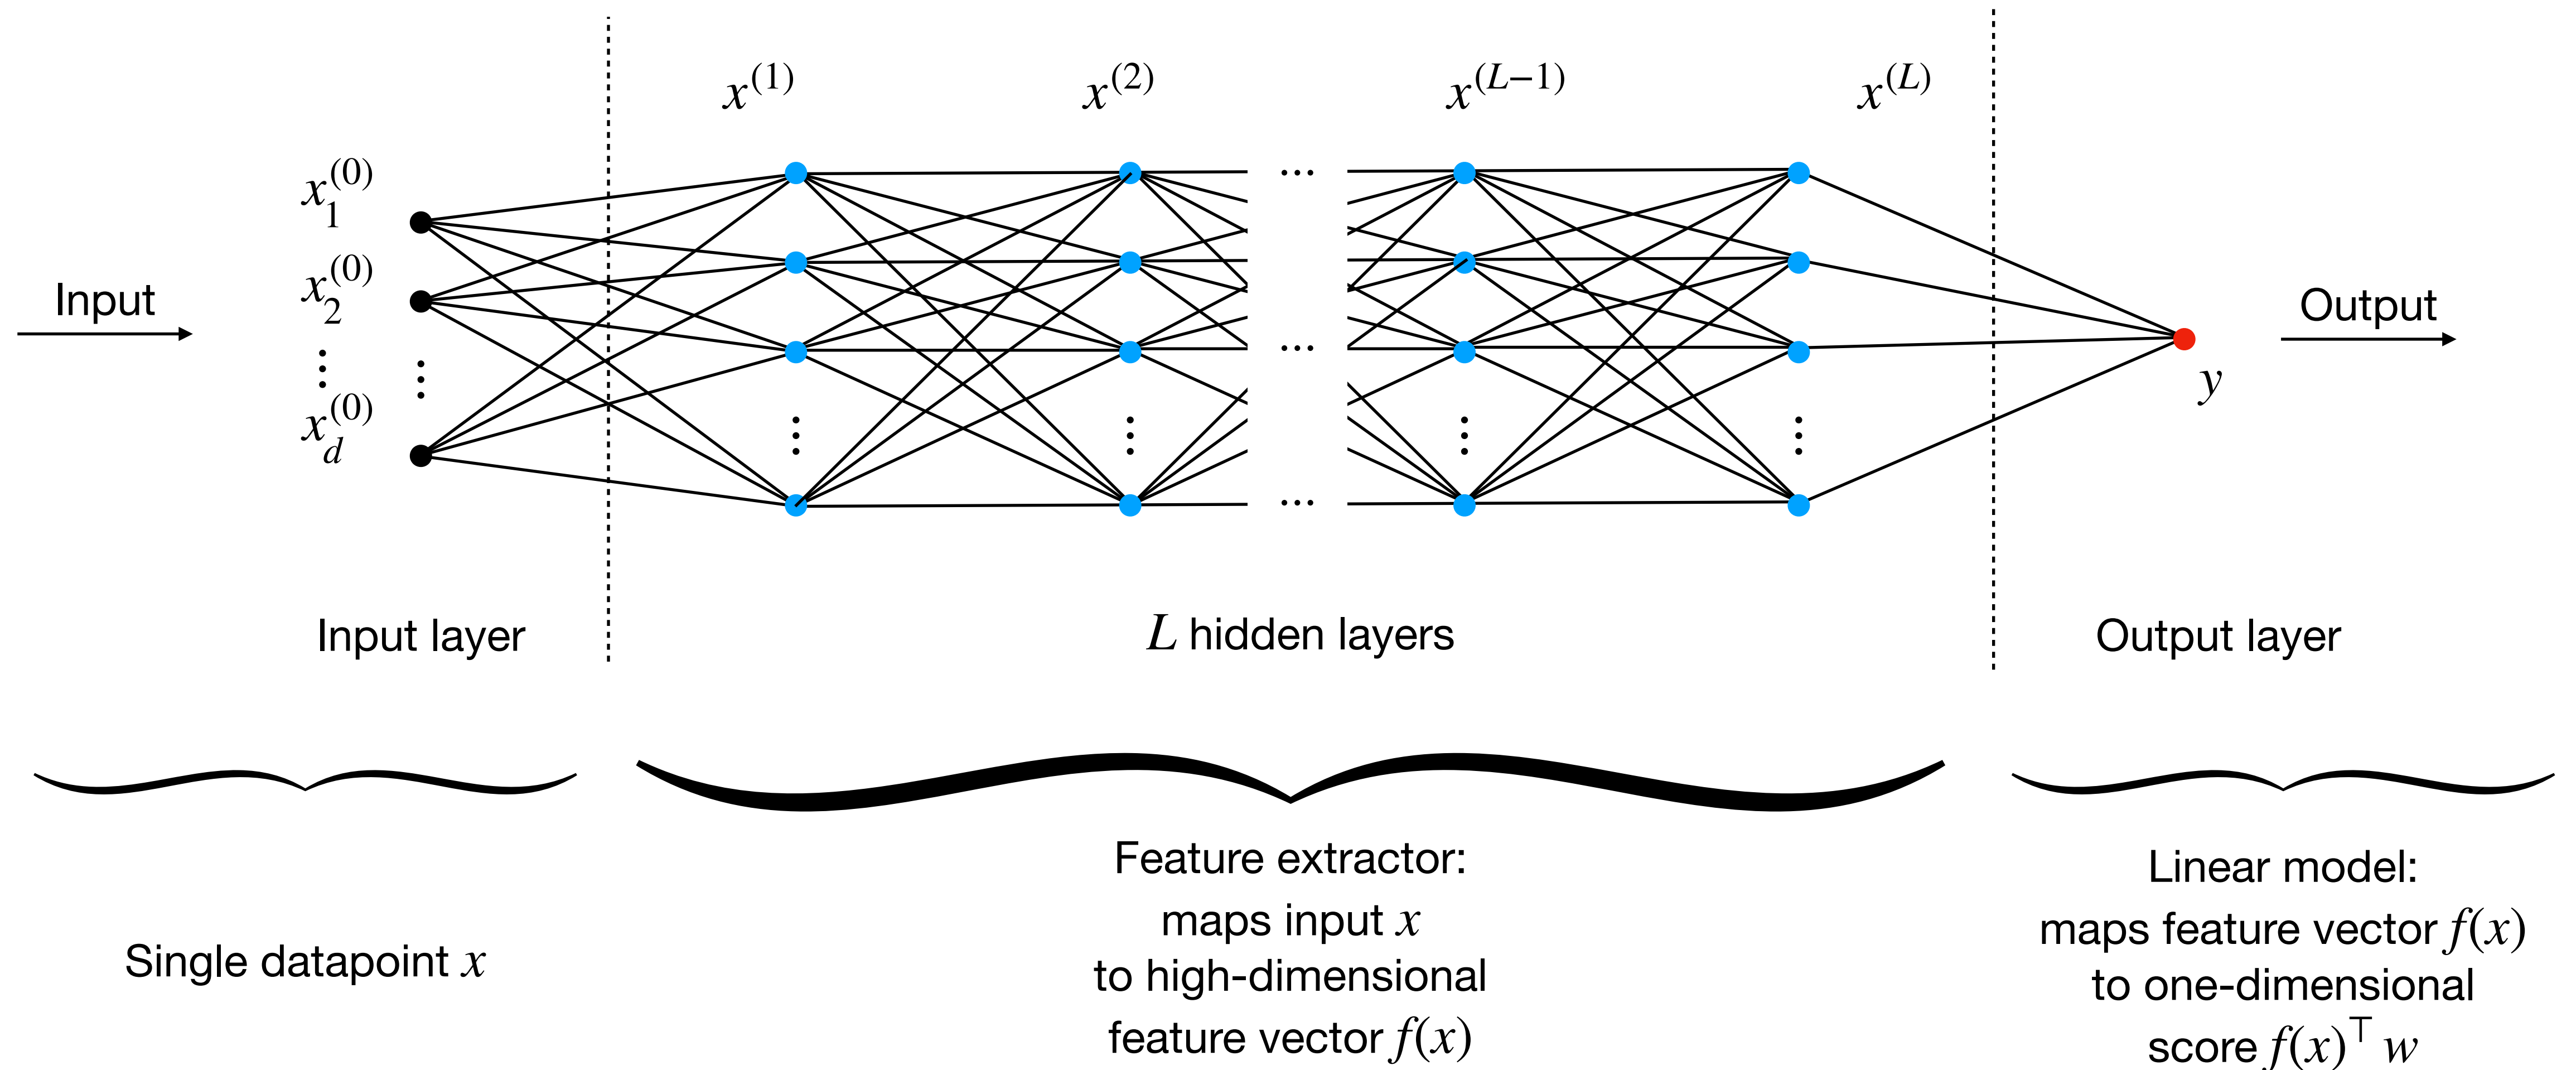 x^{(1)}
x^{(2)}
x^{(L−1)}
x^{(L)}
x_1^{(0)}
x_2^{(0)}
⋮ ⋮
x_d^{(0)}
Input
...
...
...
⋮ ⋮ ⋮ ⋮
Output
y
Input layer
L hidden layers
Output layer
Single datapoint x
Feature extractor:
maps input x
to high-dimensional
feature vector f(x)
Linear model:
maps feature vector f(x)
to one-dimensional
score f(x)^⊤ w